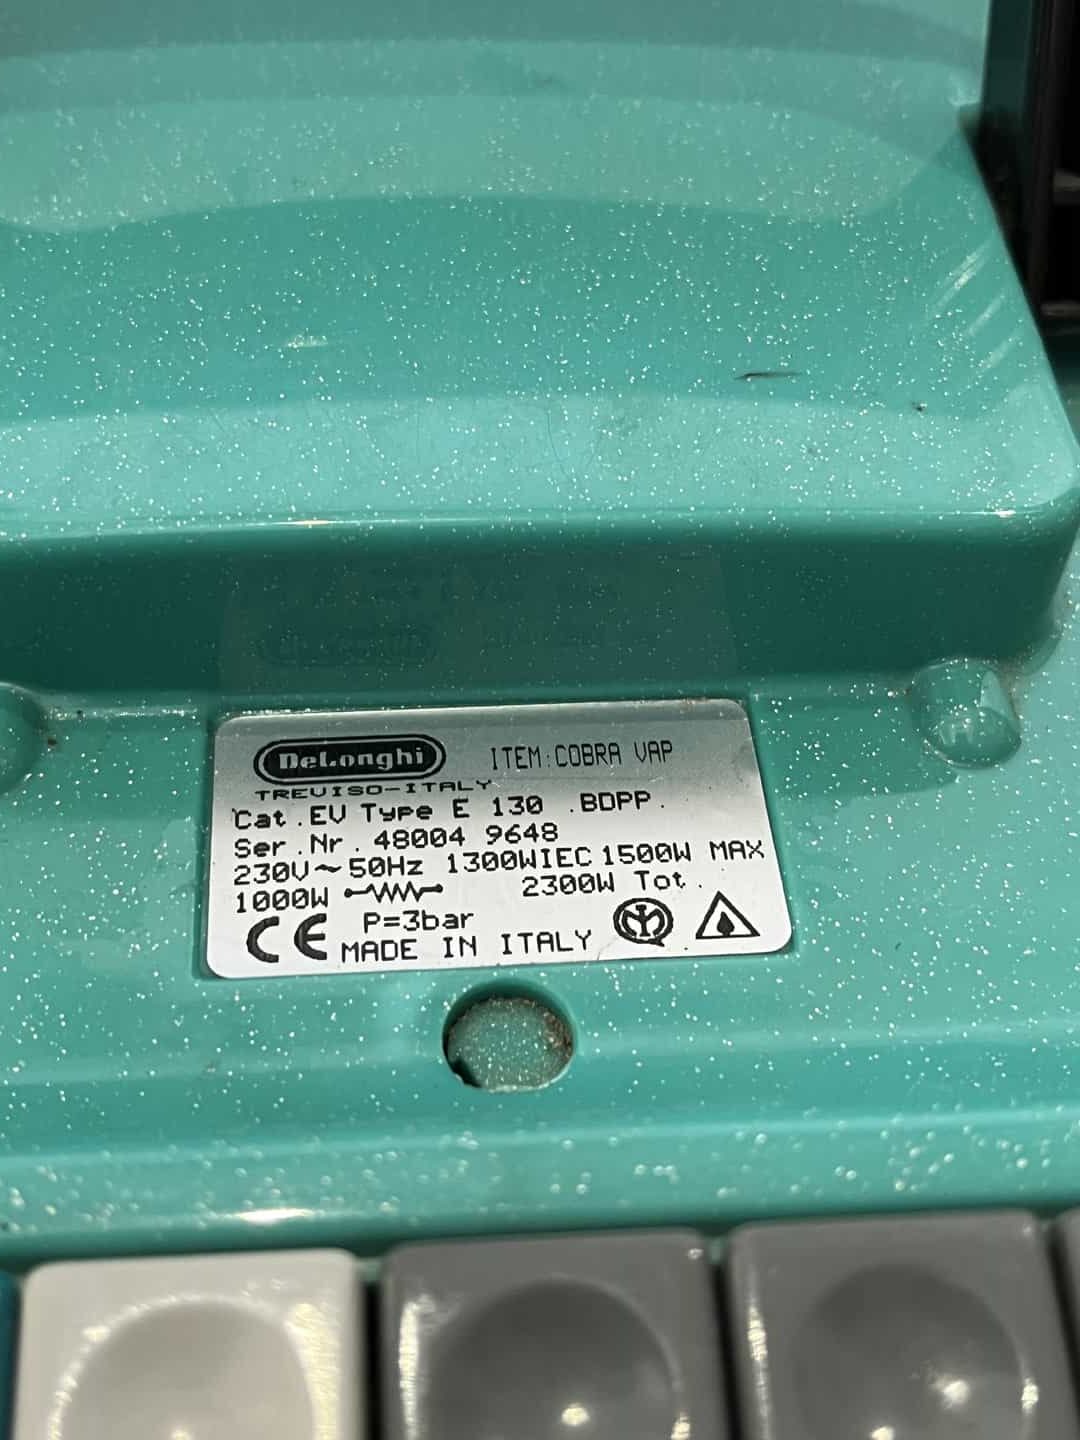 DeLonghi ITEM:COBRA VAP
TREVISO-ITALY
Cat.EV Type E 130 .BDPP.
Ser.Nr. 48004 9648
230V~50Hz 1300WIEC 1500W MAX
1000W 2300W Tot.
CE P=3bar
MADE IN ITALY